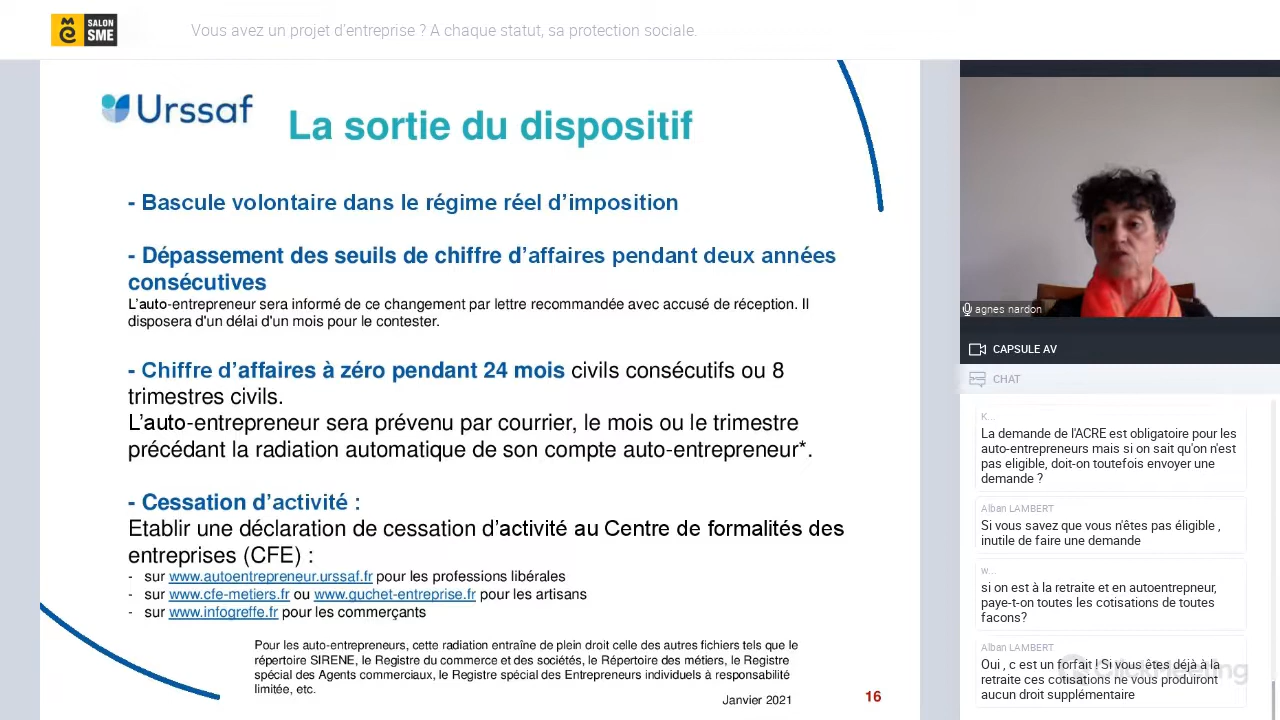 SALON
SME
Vous avez un projet d'entreprise ? A chaque statut, sa protection sociale.
Urssaf
La sortie du dispositif
- Bascule volontaire dans le régime réel d’imposition
- Dépassement des seuils de chiffre d’affaires pendant deux années
consécutives
L’auto-entrepreneur sera informé de ce changement par lettre recommandée avec accusé de réception. Il
disposera d'un délai d'un mois pour le contester.
- Chiffre d’affaires à zéro pendant 24 mois civils consécutifs ou 8
trimestres civils.
L’auto-entrepreneur sera prévenu par courrier, le mois ou le trimestre
précédant la radiation automatique de son compte auto-entrepreneur*.
- Cessation d’activité :
Etablir une déclaration de cessation d’activité au Centre de formalités des
entreprises (CFE) :
- sur www.autoentrepreneur.urssaf.fr pour les professions libérales
- sur www.cfe-metiers.fr ou www.guchet-entreprise.fr pour les artisans
- sur www.infogreffe.fr pour les commerçants
Pour les auto-entrepreneurs, cette radiation entraîne de plein droit celle des autres fichiers tels que le
répertoire SIRENE, le Registre du commerce et des sociétés, le Répertoire des métiers, le Registre
spécial des Agents commerciaux, le Registre spécial des Entrepreneurs individuels à responsabilité
limitée, etc.
Janvier 2021
16
agnes nardon
CAPSULE AV
CHAT
K...
La demande de l'ACRE est obligatoire pour les
auto-entrepreneurs mais si on sait qu'on n'est
pas eligible, doit-on toutefois envoyer une
demande ?
Alban LAMBERT
Si vous savez que vous n'êtes pas éligible ,
inutile de faire une demande
w...
si on est à la retraite et en autoentrepneur,
paye-t-on toutes les cotisations de toutes
facons?
Alban LAMBERT
Oui , c est un forfait ! Si vous êtes déjà à la
retraite ces cotisations ne vous produiront
aucun droit supplémentaire
ClickMeeting